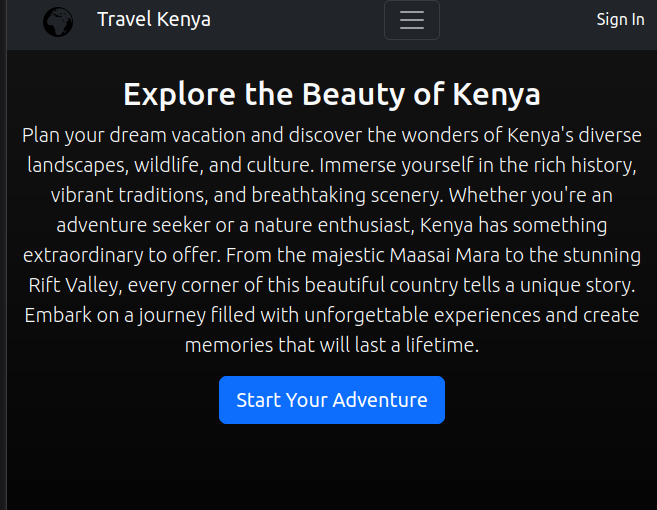 Travel Kenya
Sign In
Explore the Beauty of Kenya
Plan your dream vacation and discover the wonders of Kenya's diverse
landscapes, wildlife, and culture. Immerse yourself in the rich history,
vibrant traditions, and breathtaking scenery. Whether you're an
adventure seeker or a nature enthusiast, Kenya has something
extraordinary to offer. From the majestic Maasai Mara to the stunning
Rift Valley, every corner of this beautiful country tells a unique story.
Embark on a journey filled with unforgettable experiences and create
memories that will last a lifetime.
Start Your Adventure